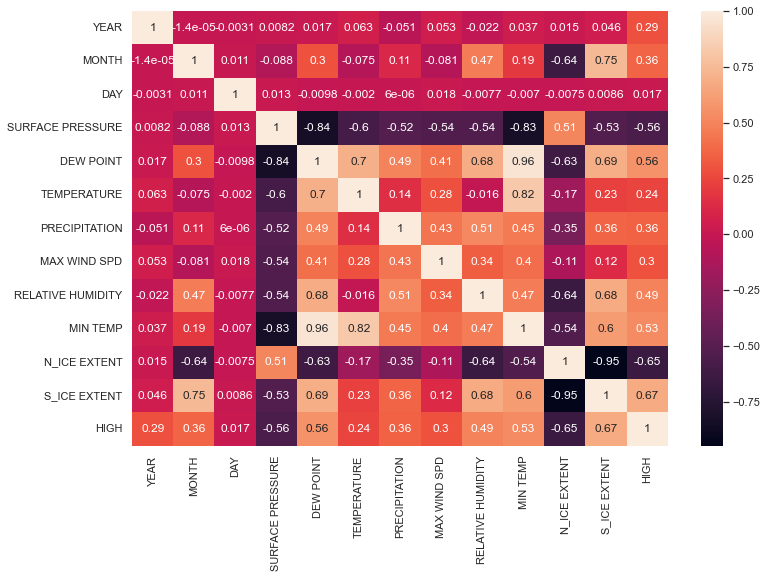 YEAR 1 -1.4e-05 -0.0031 0.0082 0.017 0.063 -0.051 0.053 -0.022 0.037 0.015 0.046 0.29
MONTH -1.4e-05 1 0.011 -0.088 0.3 -0.075 0.11 -0.081 0.47 0.19 -0.64 0.75 0.36
DAY -0.0031 0.011 1 0.013 -0.0098 -0.002 6e-06 0.018 -0.0077 -0.007 -0.0075 0.0086 0.017
SURFACE PRESSURE 0.0082 -0.088 0.013 1 -0.84 -0.6 -0.52 -0.54 -0.54 -0.83 0.51 -0.53 -0.56
DEW POINT 0.017 0.3 -0.0098 -0.84 1 0.7 0.49 0.41 0.68 0.96 -0.63 0.69 0.56
TEMPERATURE 0.063 -0.075 -0.002 -0.6 0.7 1 0.14 0.28 -0.016 0.82 -0.17 0.23 0.24
PRECIPITATION -0.051 0.11 6e-06 -0.52 0.49 0.14 1 0.43 0.51 0.45 -0.35 0.36 0.36
MAX WIND SPD 0.053 -0.081 0.018 -0.54 0.41 0.28 0.43 1 0.34 0.4 -0.11 0.12 0.3
RELATIVE HUMIDITY -0.022 0.47 -0.0077 -0.54 0.68 -0.016 0.51 0.34 1 0.47 -0.64 0.68 0.49
MIN TEMP 0.037 0.19 -0.007 -0.83 0.96 0.82 0.45 0.4 0.47 1 -0.54 0.6 0.53
N_ICE EXTENT 0.015 -0.64 -0.0075 0.51 -0.63 -0.17 -0.35 -0.11 -0.64 -0.54 1 -0.95 -0.65
S_ICE EXTENT 0.046 0.75 0.0086 -0.53 0.69 0.23 0.36 0.12 0.68 0.6 -0.95 1 0.67
HIGH 0.29 0.36 0.017 -0.56 0.56 0.24 0.36 0.3 0.49 0.53 -0.65 0.67 1
YEAR
MONTH
DAY
SURFACE PRESSURE
DEW POINT
TEMPERATURE
PRECIPITATION
MAX WIND SPD
RELATIVE HUMIDITY
MIN TEMP
N_ICE EXTENT
S_ICE EXTENT
HIGH
1.00
0.75
0.50
0.25
0.00
−0.25
−0.50
−0.75